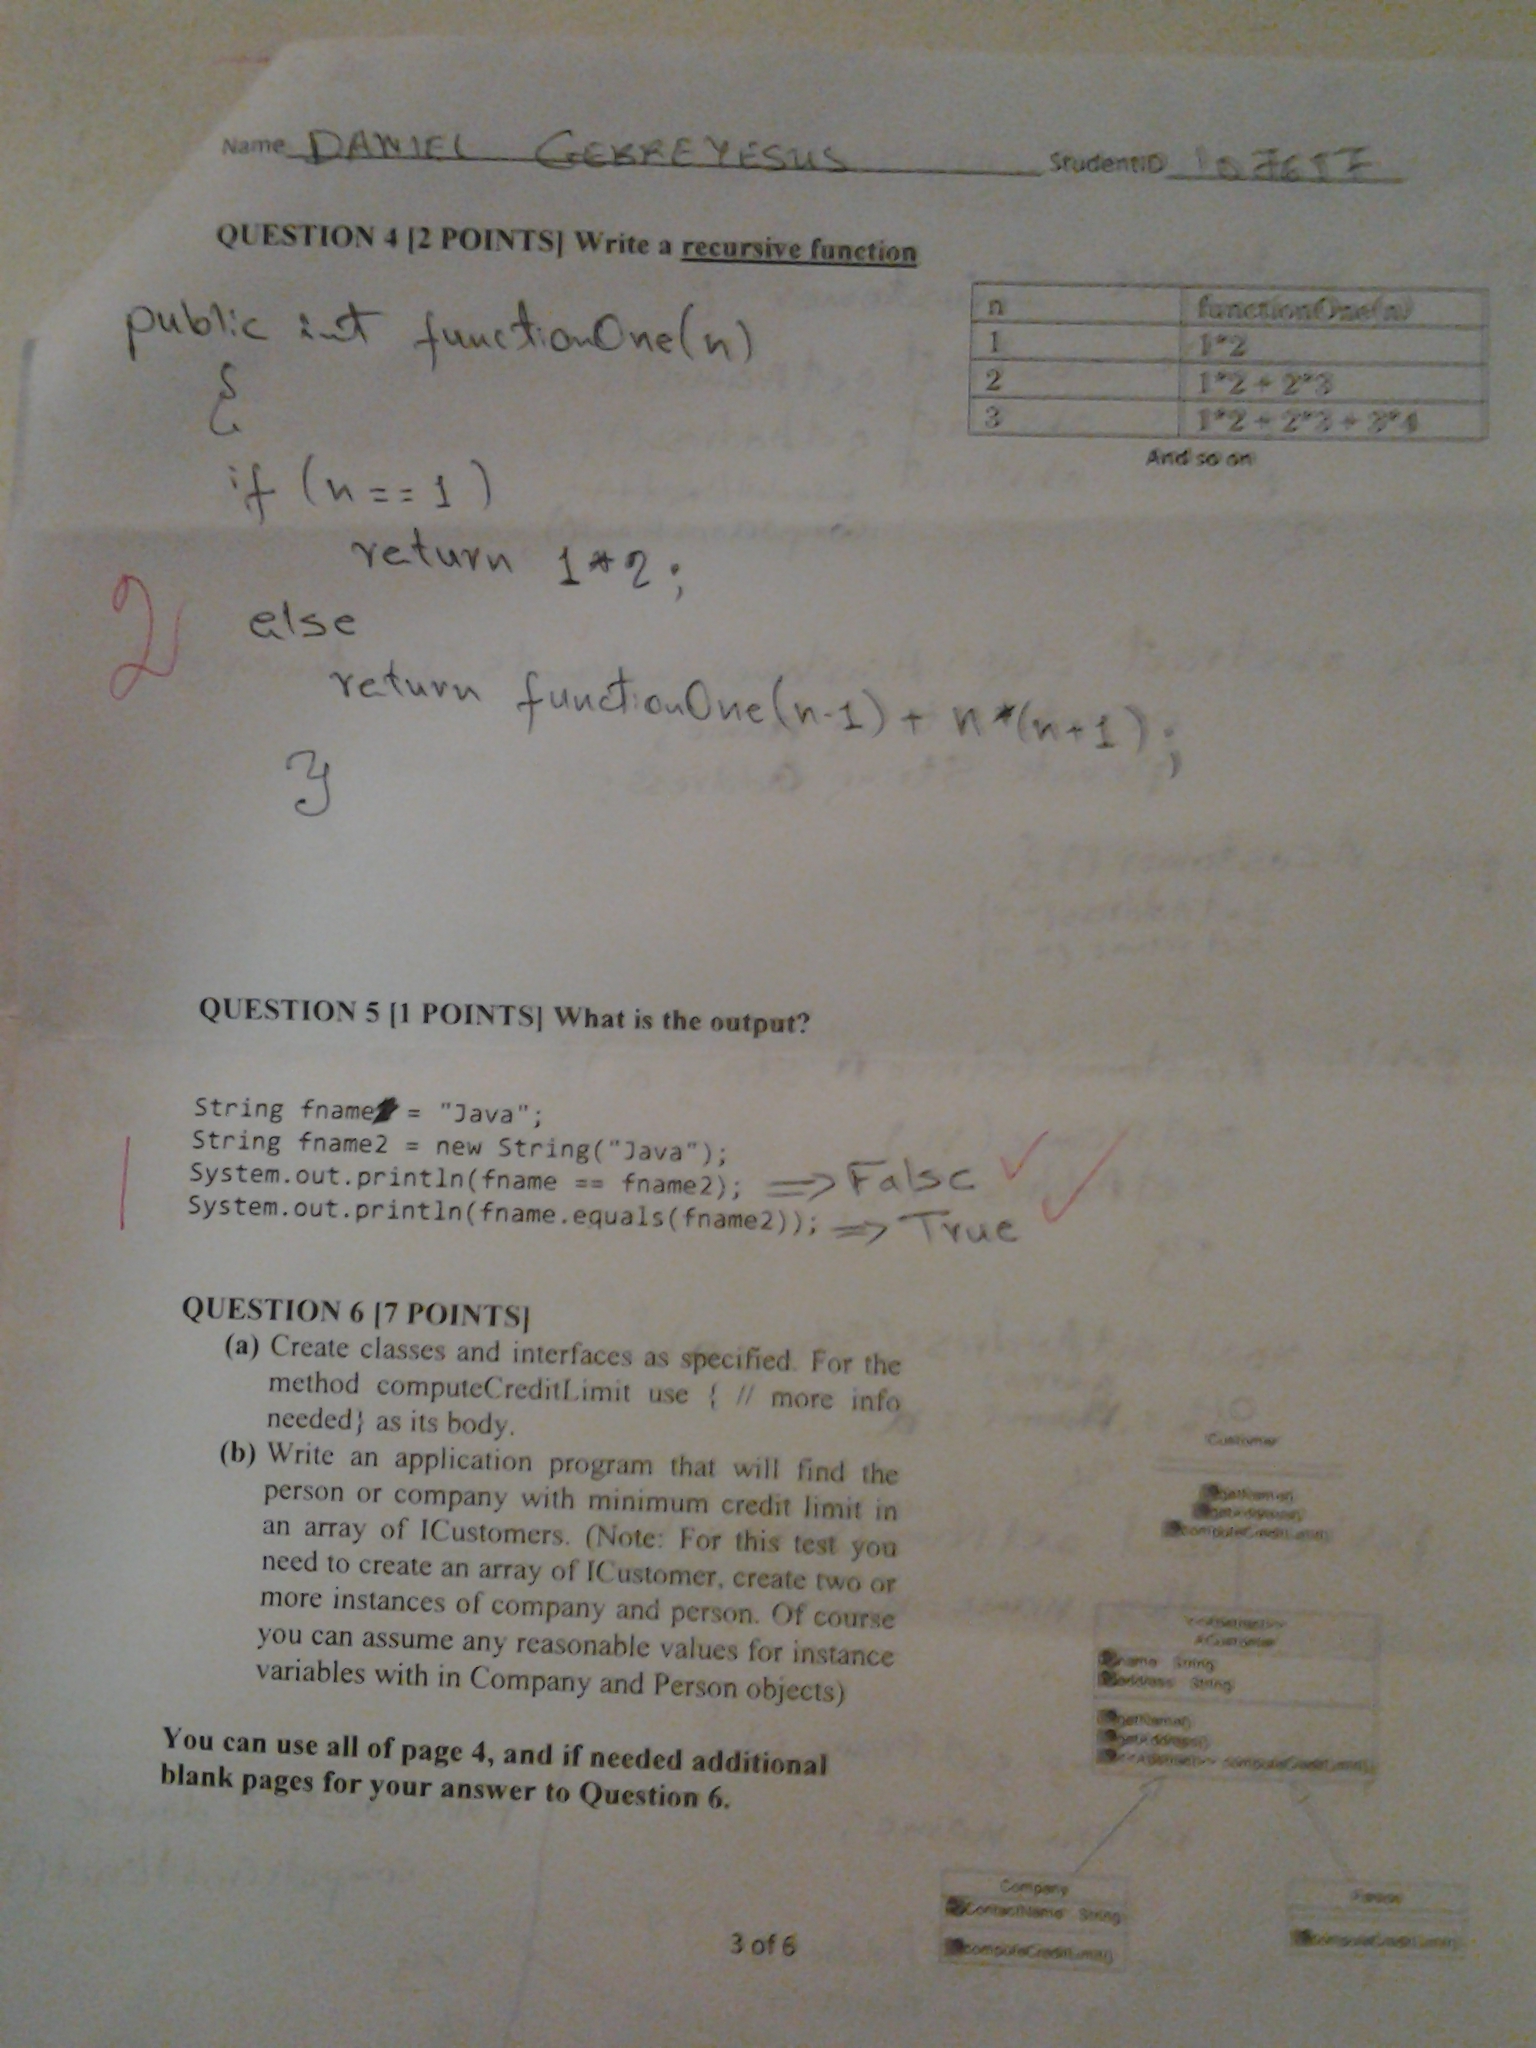 Name DANIEL GEKREYESUS StudentID
QUESTION 4 [2 POINTS] Write a recursive function
n functionOne(n)
1 1*2
2 1*2 + 2*3
3 1*2 + 2*3 + 3*4
And so on
public int functionOne(n)
{
if (n==1)
return 1*2;
else
return functionOne(n-1) + n*(n+1);
}
2
QUESTION 5 [1 POINTS] What is the output?
String fname = "Java";
String fname2 = new String("Java");
System.out.println(fname == fname2); => False
System.out.println(fname.equals(fname2)); => True
1
QUESTION 6 [7 POINTS]
(a) Create classes and interfaces as specified. For the
method computeCreditLimit use { // more info
needed} as its body.
(b) Write an application program that will find the
person or company with minimum credit limit in
an array of ICustomers. (Note: For this test you
need to create an array of ICustomer, create two or
more instances of company and person. Of course
you can assume any reasonable values for instance
variables with in Company and Person objects)
You can use all of page 4, and if needed additional
blank pages for your answer to Question 6.
getName()
getAddress()
computeCreditLimit()
ACustomer
name String
address String
getName()
getAddress()
<<Abstract>> computeCreditLimit()
Company
ContactName String
computeCreditLimit()
Person
computeCreditLimit()
3 of 6